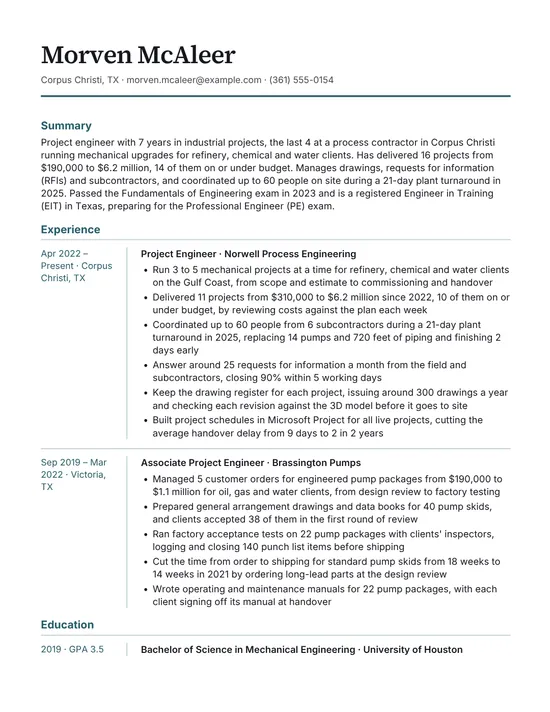 Morven McAleer
Corpus Christi, TX · morven.mcaleer@example.com · (361) 555-0154
Summary
Project engineer with 7 years in industrial projects, the last 4 at a process contractor in Corpus Christi
running mechanical upgrades for refinery, chemical and water clients. Has delivered 16 projects from
$190,000 to $6.2 million, 14 of them on or under budget. Manages drawings, requests for information
(RFIs) and subcontractors, and coordinated up to 60 people on site during a 21-day plant turnaround in
2025. Passed the Fundamentals of Engineering exam in 2023 and is a registered Engineer in Training
(EIT) in Texas, preparing for the Professional Engineer (PE) exam.
Experience
Apr 2022 –
Present · Corpus
Christi, TX
Project Engineer · Norwell Process Engineering
• Run 3 to 5 mechanical projects at a time for refinery, chemical and water clients
on the Gulf Coast, from scope and estimate to commissioning and handover
• Delivered 11 projects from $310,000 to $6.2 million since 2022, 10 of them on or
under budget, by reviewing costs against the plan each week
• Coordinated up to 60 people from 6 subcontractors during a 21-day plant
turnaround in 2025, replacing 14 pumps and 720 feet of piping and finishing 2
days early
• Answer around 25 requests for information a month from the field and
subcontractors, closing 90% within 5 working days
• Keep the drawing register for each project, issuing around 300 drawings a year
and checking each revision against the 3D model before it goes to site
• Built project schedules in Microsoft Project for all live projects, cutting the
average handover delay from 9 days to 2 in 2 years
Sep 2019 – Mar
2022 · Victoria,
TX
Associate Project Engineer · Brassington Pumps
• Managed 5 customer orders for engineered pump packages from $190,000 to
$1.1 million for oil, gas and water clients, from design review to factory testing
• Prepared general arrangement drawings and data books for 40 pump skids,
and clients accepted 38 of them in the first round of review
• Ran factory acceptance tests on 22 pump packages with clients' inspectors,
logging and closing 140 punch list items before shipping
• Cut the time from order to shipping for standard pump skids from 18 weeks to
14 weeks in 2021 by ordering long-lead parts at the design review
• Wrote operating and maintenance manuals for 22 pump packages, with each
client signing off its manual at handover
Education
2019 · GPA 3.5
Bachelor of Science in Mechanical Engineering · University of Houston